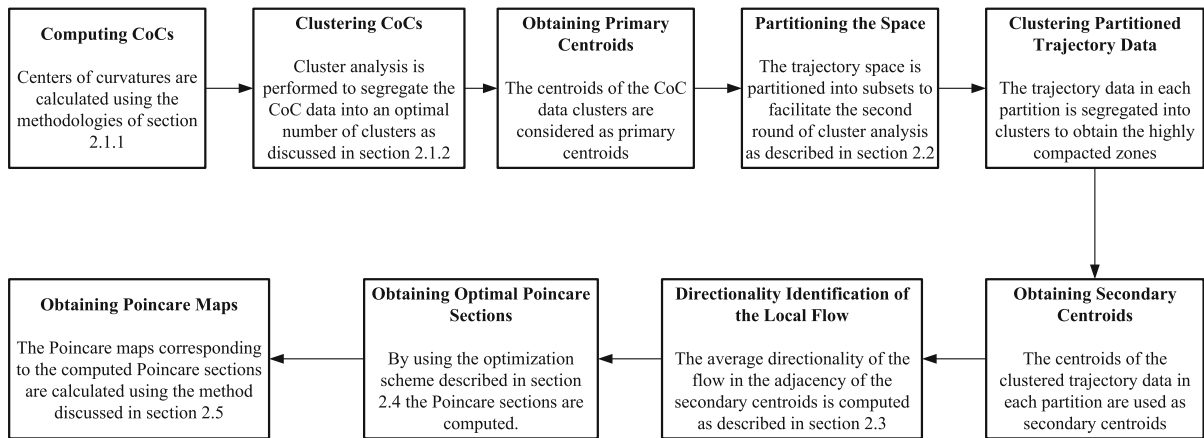 Computing CoCs
Centers of curvatures are
calculated using the
methodologies of section
2.1.1
Clustering CoCs
Cluster analysis is
performed to segregate the
CoC data into an optimal
number of clusters as
discussed in section 2.1.2
Obtaining Primary
Centroids
The centroids of the CoC
data clusters are
considered as primary
centroids
Partitioning the Space
The trajectory space is
partitioned into subsets to
facilitate the second
round of cluster analysis
as described in section 2.2
Clustering Partitioned
Trajectory Data
The trajectory data in each
partition is segregated into
clusters to obtain the highly
compacted zones
Obtaining Secondary
Centroids
The centroids of the
clustered trajectory data in
each partition are used as
secondary centroids
Directionality Identification of
the Local Flow
The average directionality of the
flow in the adjacency of the
secondary centroids is computed
as described in section 2.3
Obtaining Optimal Poincare
Sections
By using the optimization
scheme described in section
2.4 the Poincare sections are
computed.
Obtaining Poincare Maps
The Poincare maps corresponding
to the computed Poincare sections
are calculated using the method
discussed in section 2.5